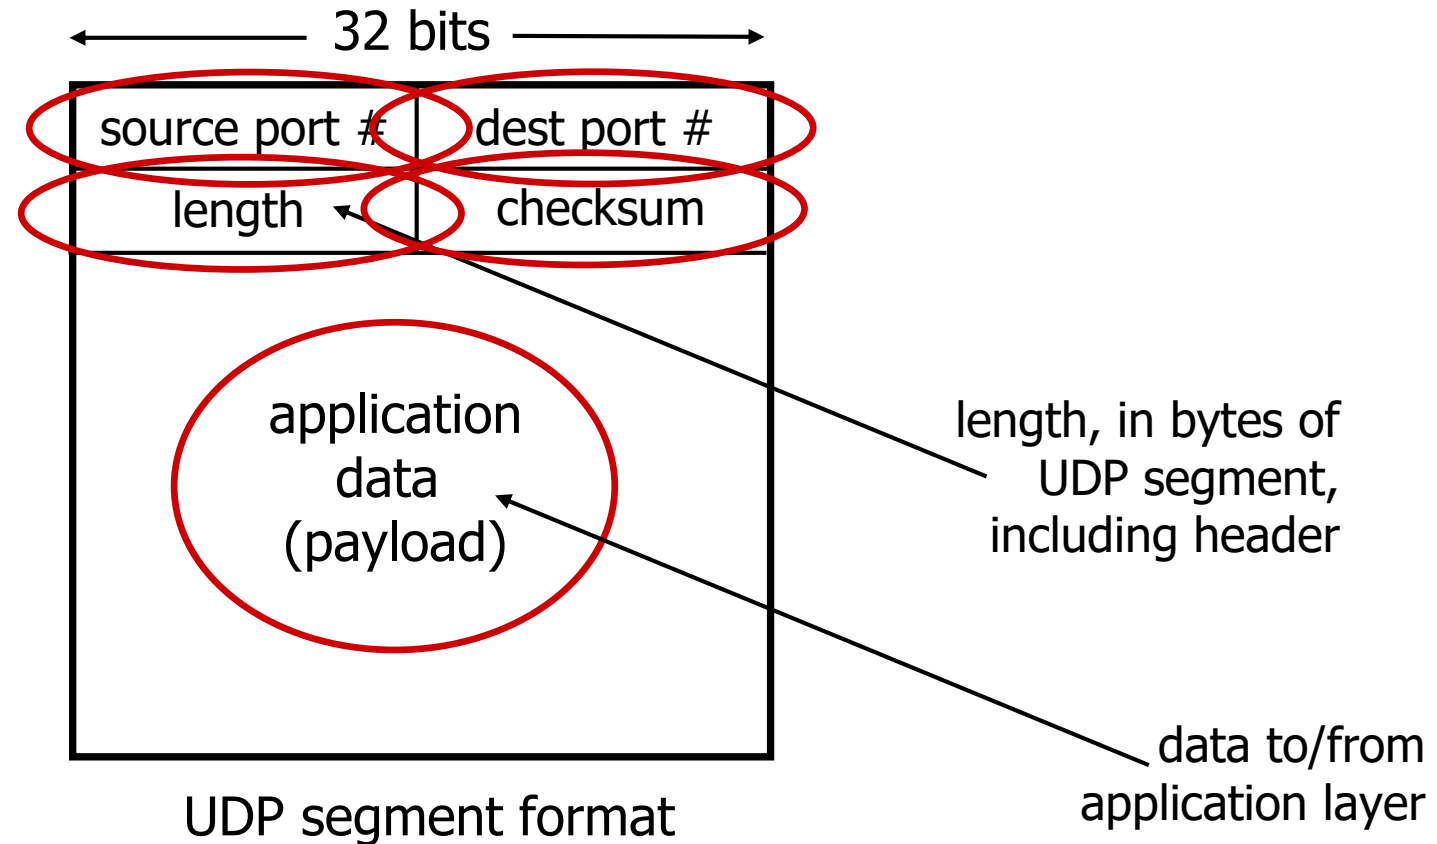 32 bits
source port # dest port #
length checksum
application
data
(payload)
length, in bytes of
UDP segment,
including header
data to/from
application layer
UDP segment format